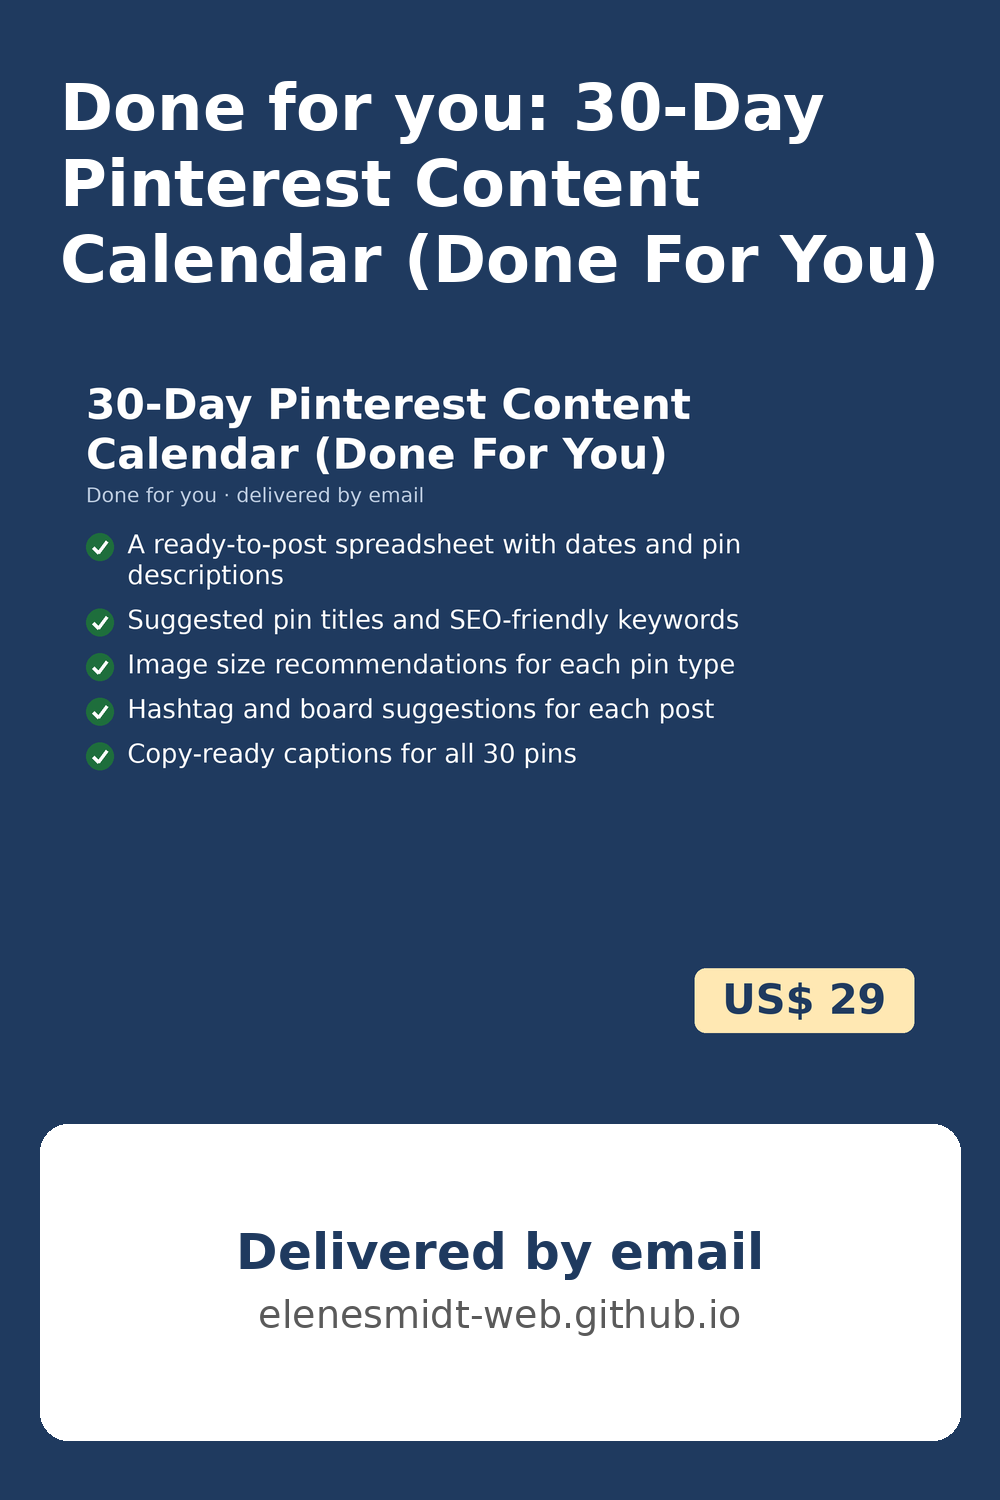 Done for you: 30-Day
Pinterest Content
Calendar (Done For You)
30-Day Pinterest Content
Calendar (Done For You)
Done for you · delivered by email
A ready-to-post spreadsheet with dates and pin
descriptions
Suggested pin titles and SEO-friendly keywords
Image size recommendations for each pin type
Hashtag and board suggestions for each post
Copy-ready captions for all 30 pins
US$ 29
Delivered by email
elenesmidt-web.github.io